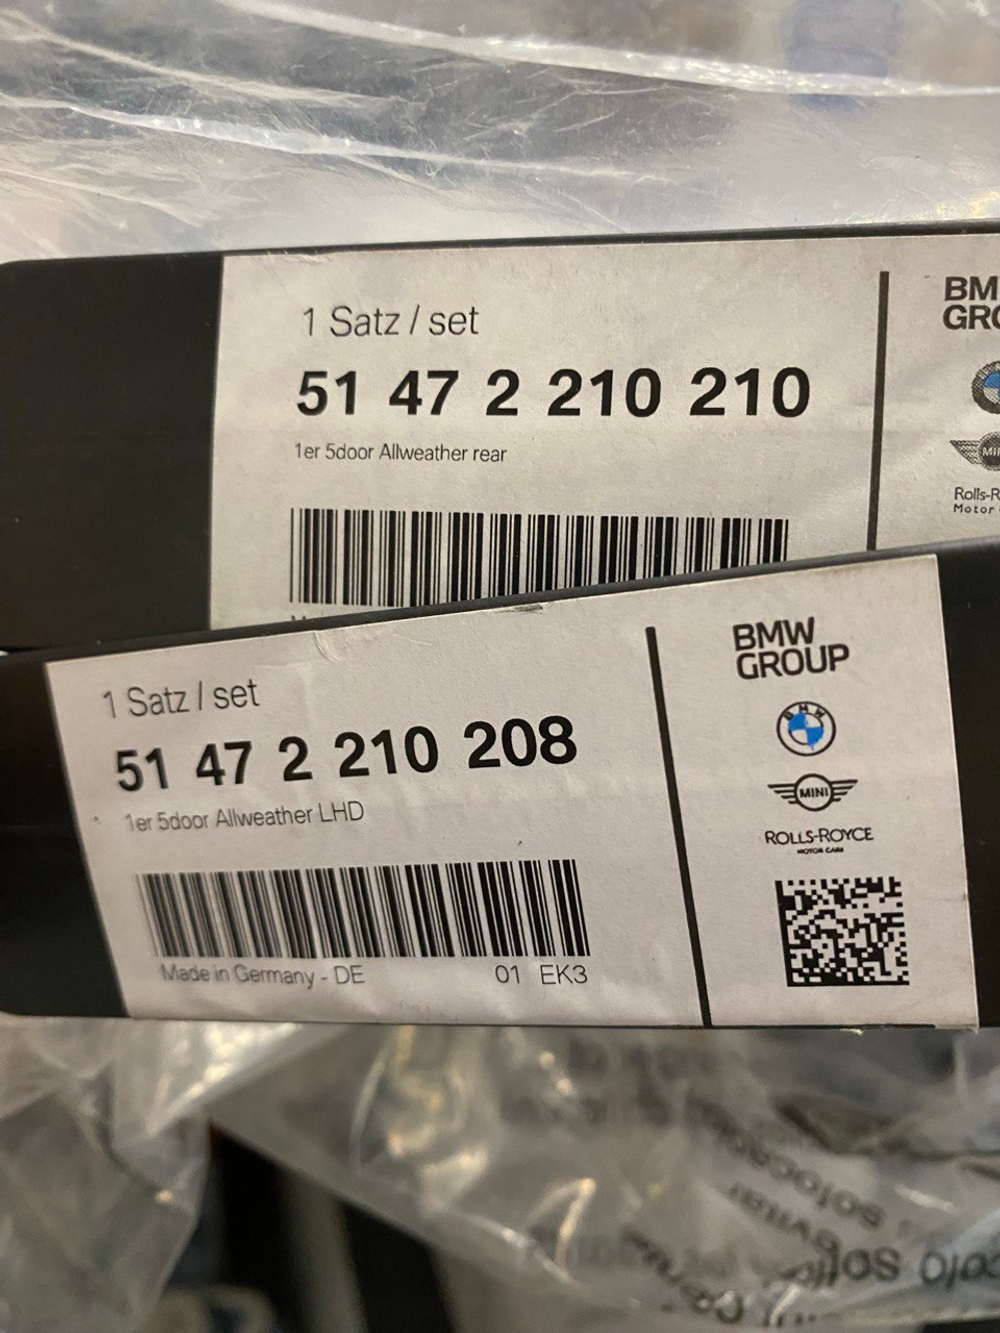 1 Satz / set
51 47 2 210 210
1er 5door Allweather rear
BM
GRO
MI
Rolls-R
Motor
1 Satz / set
51 47 2 210 208
1er 5door Allweather LHD
Made in Germany - DE
01 EK3
BMW
GROUP
BMW
MINI
ROLLS-ROYCE
MOTOR CARS